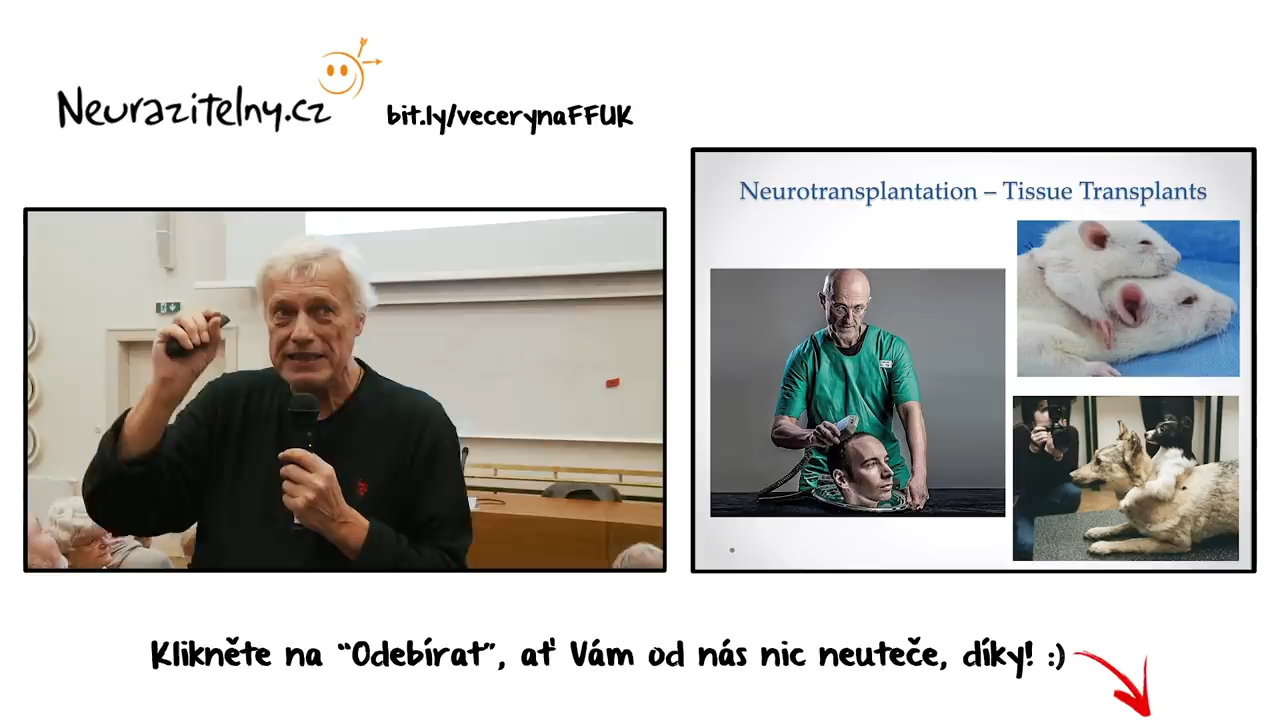 Neurazitelny.cz
bit.ly/vecerynaFFUK
Neurotransplantation – Tissue Transplants
Klikněte na “Odebírat”, ať Vám od nás nic neuteče, díky! :)